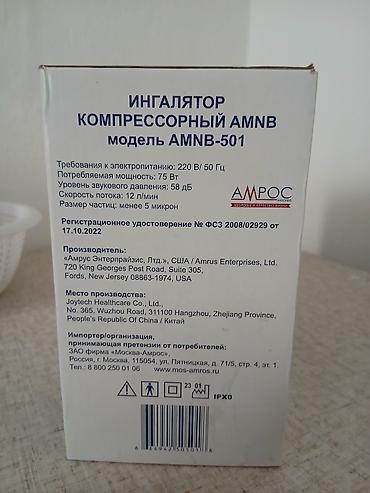 ИНГАЛЯТОР
КОМПРЕССОРНЫЙ AMNB
модель AMNB-501
Требования к электропитанию: 220 В/ 50 Гц
Потребляемая мощность: 75 Вт
Уровень звукового давления: 58 дБ
Скорость потока: 12 л/мин
Размер частиц: менее 5 микрон
АМРОС
Регистрационное удостоверение № ФСЗ 2008/02929 от
17.10.2022
Производитель:
«Амрус Энтерпрайзис, Лтд.», США / Amrus Enterprises, Ltd.
720 King Georges Post Road, Suite 305,
Fords, New Jersey 08863-1974, USA
Место производства:
Joytech Healthcare Co., Ltd.,
No. 365, Wuzhou Road, 311100 Hangzhou, Zhejiang Province,
People's Republic Of China / Китай
Импортер/организация,
принимающая претензии от потребителей:
ЗАО фирма «Москва-Амрос».
Россия, г. Москва, 115054, ул. Пятницкая, д. 71/5, стр. 4, эт. 1.
Тел.: 8 800 250 01 06 www.mos-amros.ru
23 01
IPX0